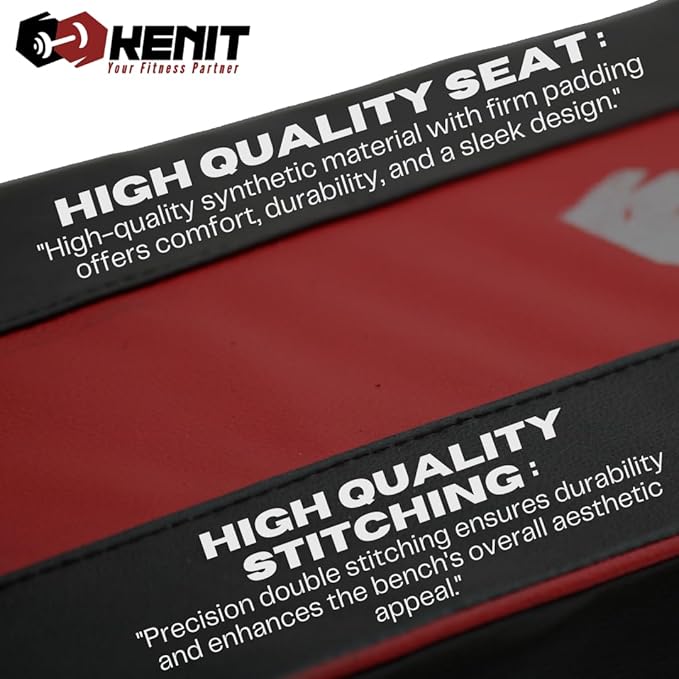 KENIT
Your Fitness Partner
HIGH QUALITY SEAT:
"High-quality synthetic material with firm padding
offers comfort, durability, and a sleek design."
HIGH QUALITY
STITCHING:
"Precision double stitching ensures durability
and enhances the bench's overall aesthetic
appeal."